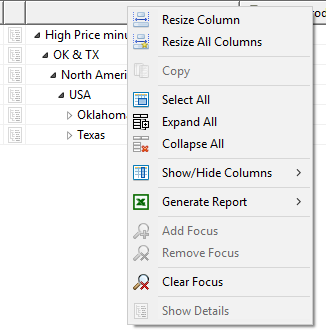 rod
High Price minu
OK & TX
North Ameri
USA
Oklahom
Texas
Resize Column
Resize All Columns
Copy
Select All
Expand All
Collapse All
Show/Hide Columns
Generate Report
Add Focus
Remove Focus
Clear Focus
Show Details